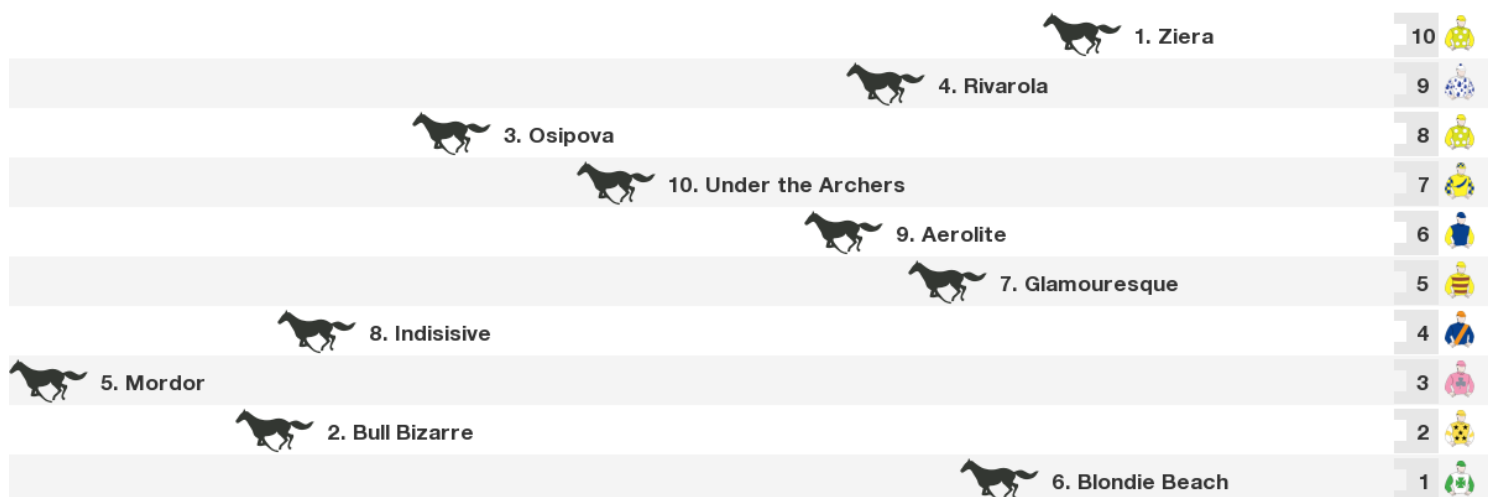 1. Ziera 10
4. Rivarola 9
3. Osipova 8
10. Under the Archers 7
9. Aerolite 6
7. Glamouresque 5
8. Indisisive 4
5. Mordor 3
2. Bull Bizarre 2
6. Blondie Beach 1